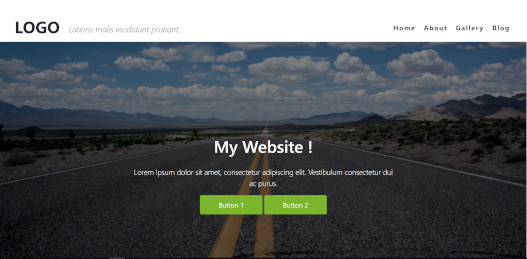 LOGO Laboris malis incididunt probant.
Home About Gallery Blog
My Website !
Lorem ipsum dolor sit amet, consectetur adipiscing elit. Vestibulum consectetur dui
ac purus.
Button 1 Button 2